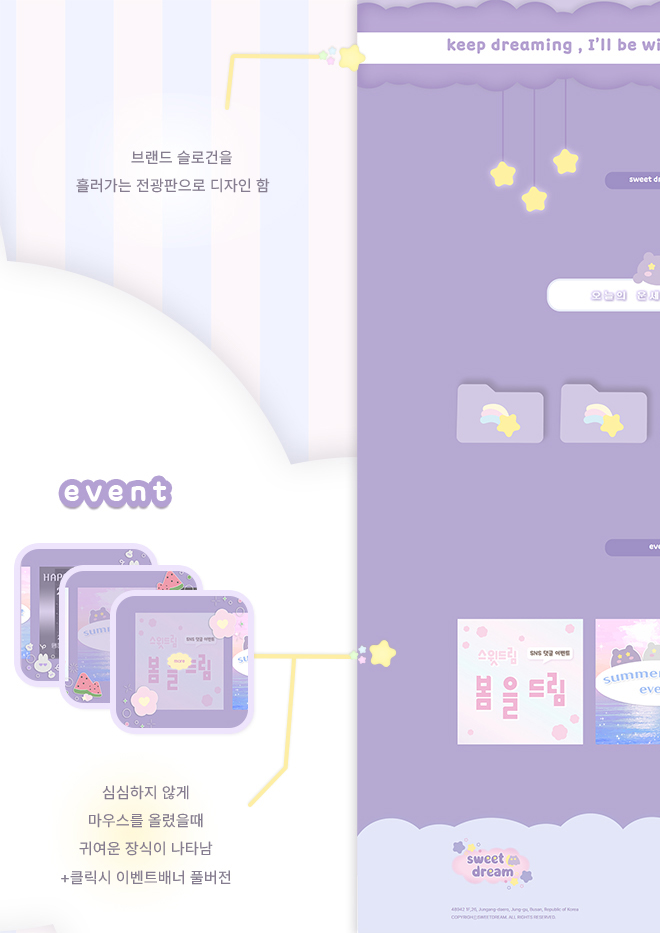 keep dreaming , I'll be wi
브랜드 슬로건을
흘러가는 전광판으로 디자인 함
sweet dr
오늘의 운세
event
HAP
스윗드림
SNS 댓글 이벤트
봄을드림
스윗드림
SNS 댓글 이벤트
봄을드림
summer
eve
심심하지 않게
마우스를 올렸을때
귀여운 장식이 나타남
+클릭시 이벤트배너 풀버전
sweet
dream
COPYRIGHT©SWEETDREAM. ALL RIGHTS RESERVED.